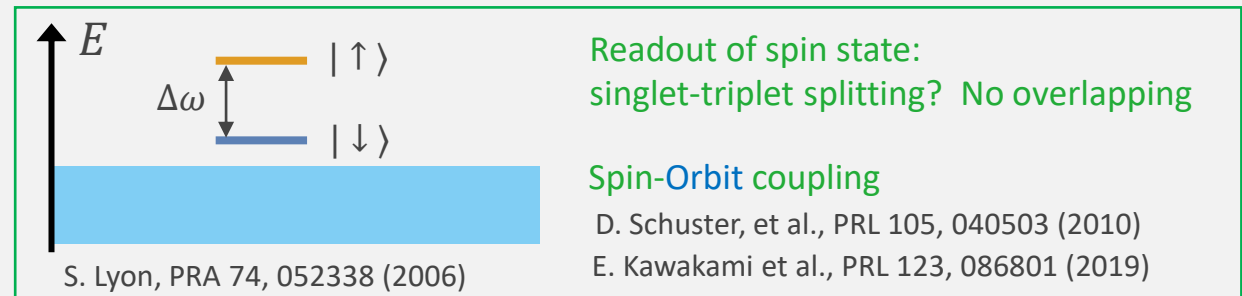 E
| ↑ ⟩
Δω
| ↓ ⟩
S. Lyon, PRA 74, 052338 (2006)
Readout of spin state:
singlet-triplet splitting? No overlapping
Spin-Orbit coupling
D. Schuster, et al., PRL 105, 040503 (2010)
E. Kawakami et al., PRL 123, 086801 (2019)